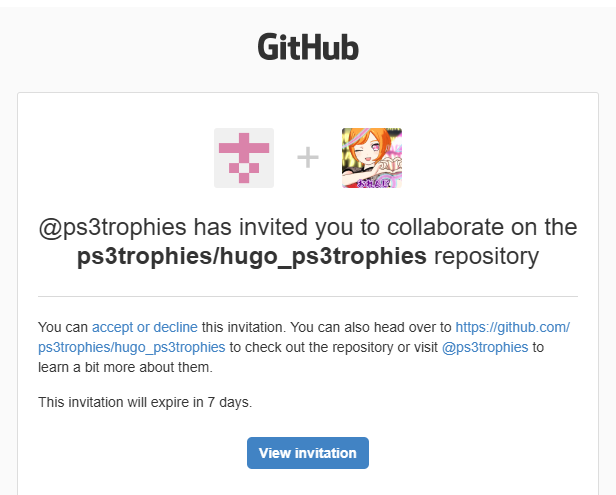 GitHub
@ps3trophies has invited you to collaborate on the
ps3trophies/hugo_ps3trophies repository
You can accept or decline this invitation. You can also head over to https://github.com/
ps3trophies/hugo_ps3trophies to check out the repository or visit @ps3trophies to
learn a bit more about them.
This invitation will expire in 7 days.
View invitation